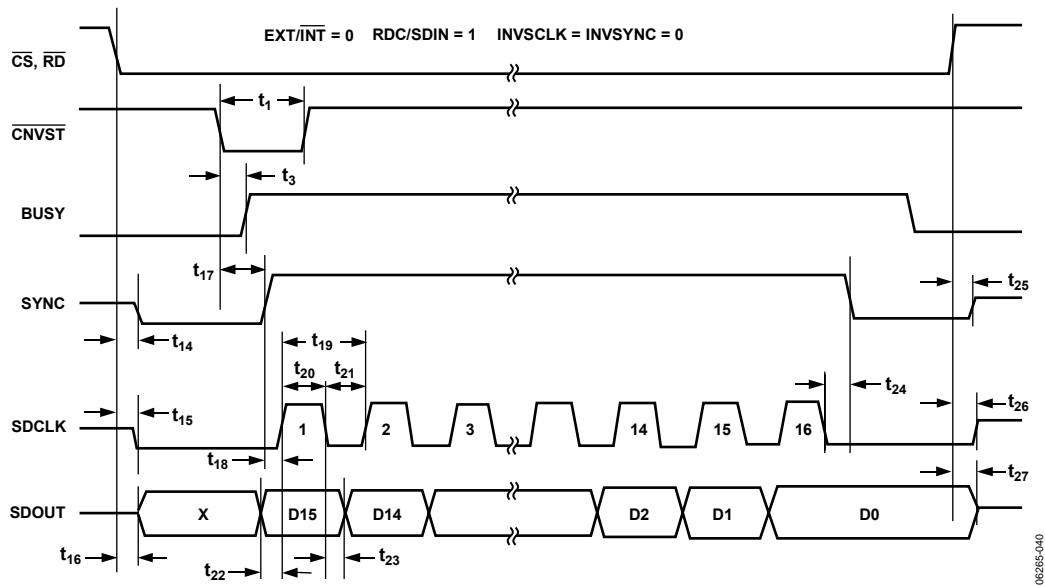 EXT/INT = 0 RDC/SDIN = 1 INVSCLK = INVSYNC = 0
CS, RD
t1
CNVST
t3
BUSY
t17
SYNC
t25
t14
t19
t20 t21
t24
t15
t26
SDCLK
1 2 3 14 15 16
t18
t27
SDOUT
X D15 D14 D2 D1 D0
t16
t22
t23
06265-040